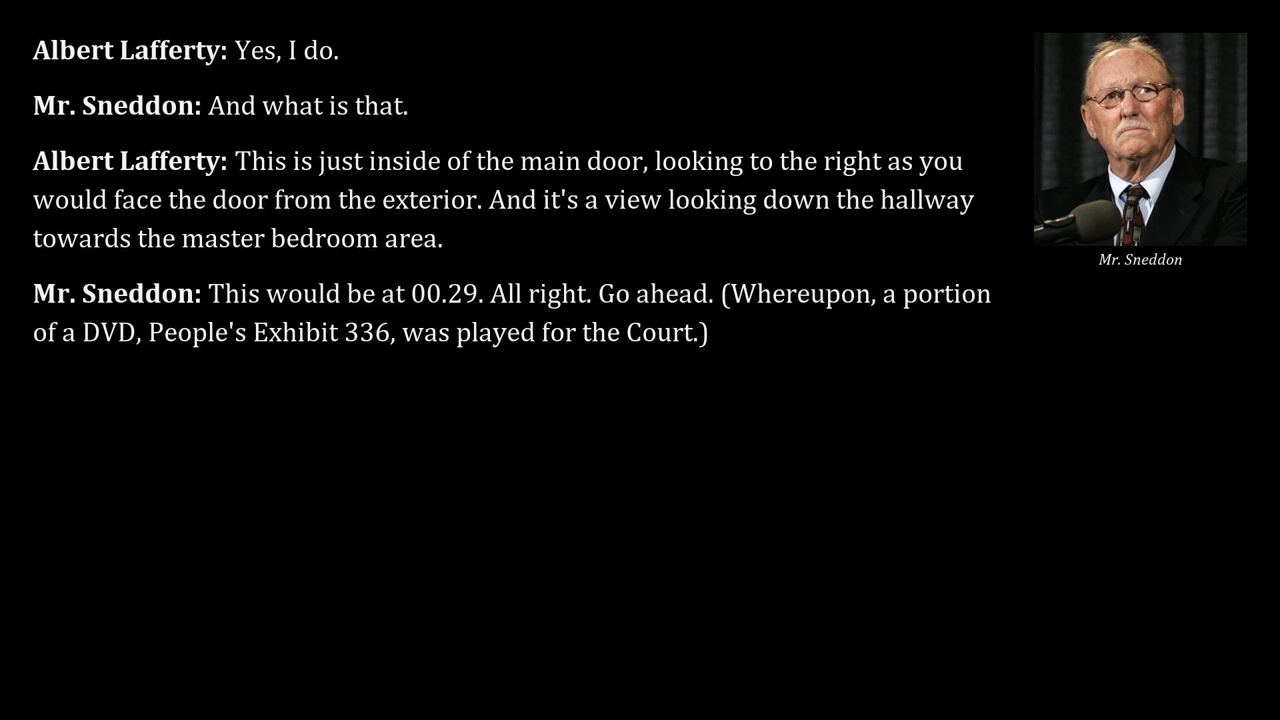 Albert Lafferty: Yes, I do.
Mr. Sneddon: And what is that.
Albert Lafferty: This is just inside of the main door, looking to the right as you
would face the door from the exterior. And it's a view looking down the hallway
towards the master bedroom area.
Mr. Sneddon: This would be at 00.29. All right. Go ahead. (Whereupon, a portion
of a DVD, People's Exhibit 336, was played for the Court.)
Mr. Sneddon